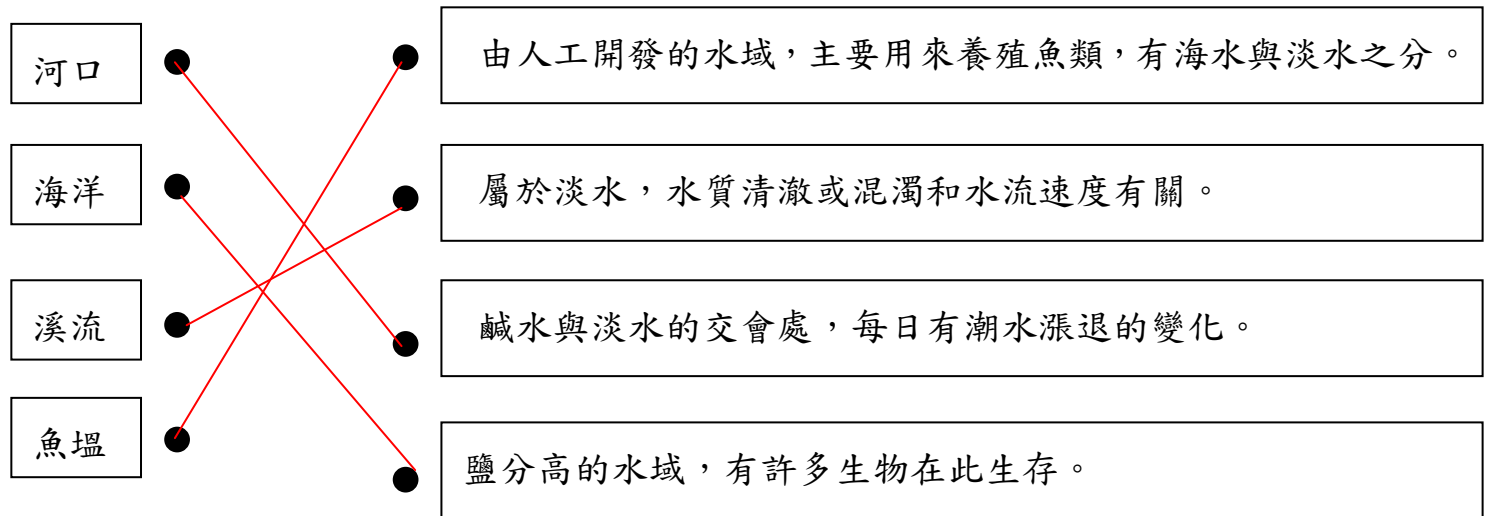 河口
由人工開發的水域，主要用來養殖魚類，有海水與淡水之分。
海洋
屬於淡水，水質清澈或混濁和水流速度有關。
溪流
鹹水與淡水的交會處，每日有潮水漲退的變化。
魚塭
鹽分高的水域，有許多生物在此生存。